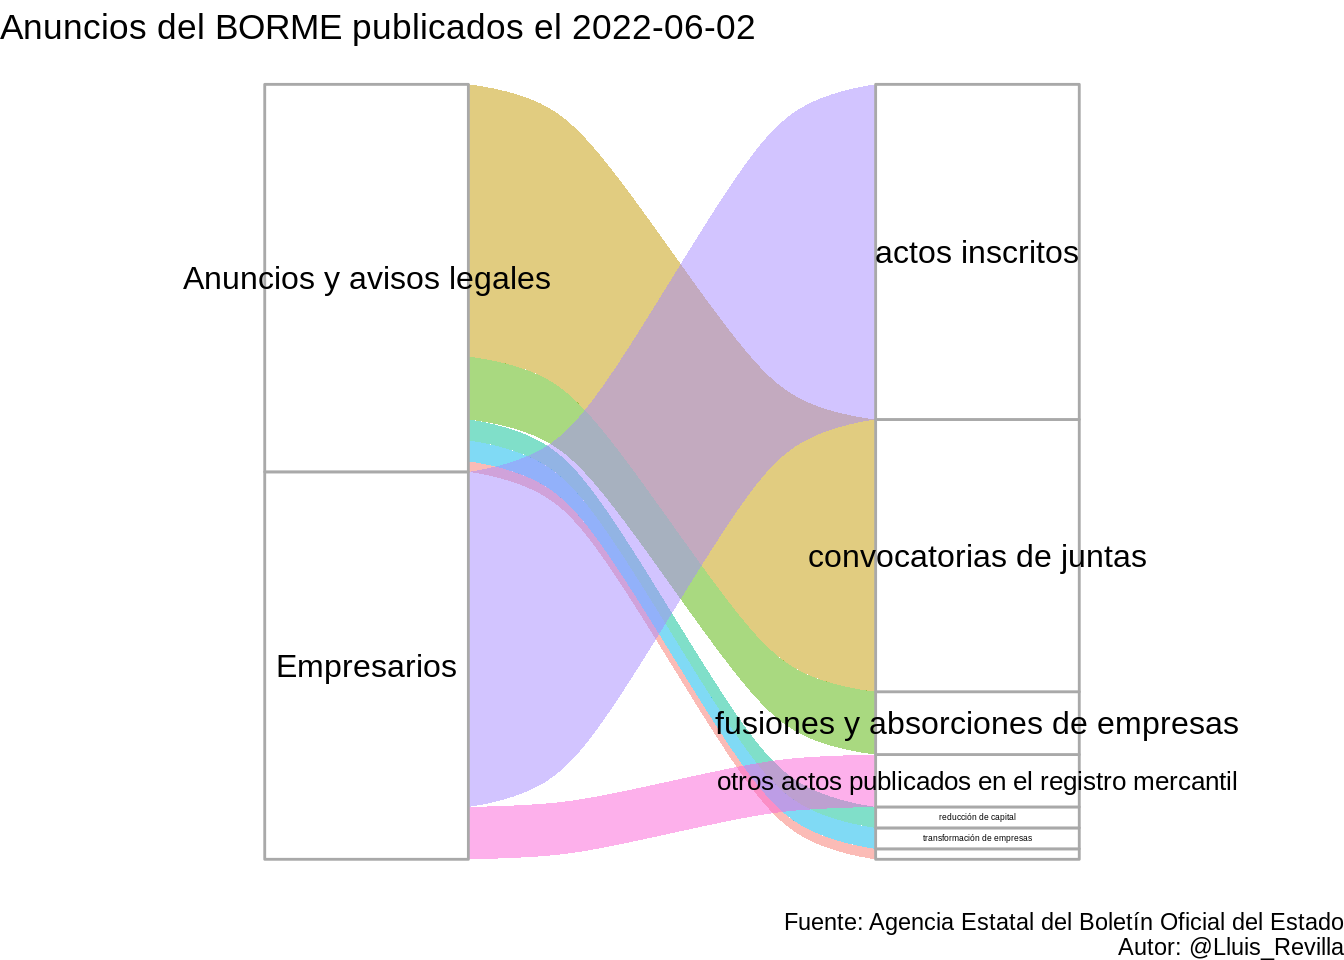 Anuncios del BORME publicados el 2022-06-02
Anuncios y avisos legales
Empresarios
actos inscritos
convocatorias de juntas
fusiones y absorciones de empresas
otros actos publicados en el registro mercantil
reducción de capital
transformación de empresas
Fuente: Agencia Estatal del Boletín Oficial del Estado
Autor: @Lluis_Revilla